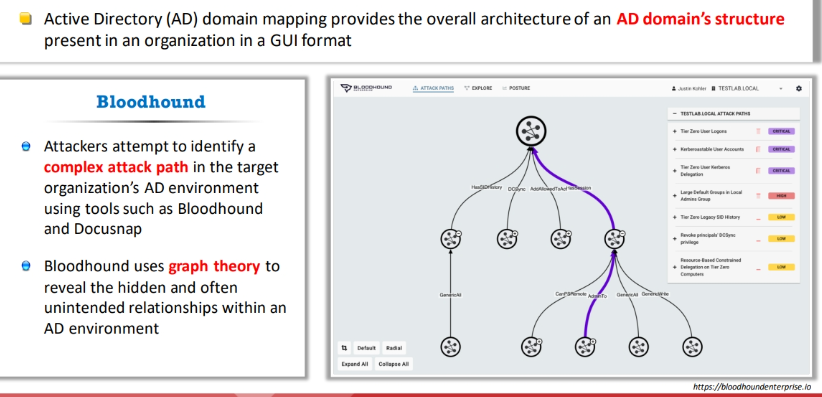 Active Directory (AD) domain mapping provides the overall architecture of an AD domain's structure
present in an organization in a GUI format
Bloodhound
Attackers attempt to identify a
complex attack path in the target
organization's AD environment
using tools such as Bloodhound
and Docusnap
Bloodhound uses graph theory to
reveal the hidden and often
unintended relationships within an
AD environment
BLOODHOUND
ATTACK PATHS
EXPLORE
POSTURE
Justin Kohler
TESTLAB.LOCAL
TESTLAB.LOCAL ATTACK PATHS
Tier Zero User Logons
CRITICAL
Kerberoastable User Accounts
CRITICAL
Tier Zero User Kerberos
Delegation
CRITICAL
Large Default Groups in Local
Admins Group
HIGH
Tier Zero Legacy SID History
LOW
Revoke principals' DCSync
privilege
LOW
Resource-Based Constrained
Delegation on Tier Zero
Computers
LOW
HasSIDHistory
DCSync
GenericAll
CanPSRemote
AdminTo
GenericAll
GenericWrite
Default
Radial
Expand All
Collapse All
https://bloodhoundenterprise.io